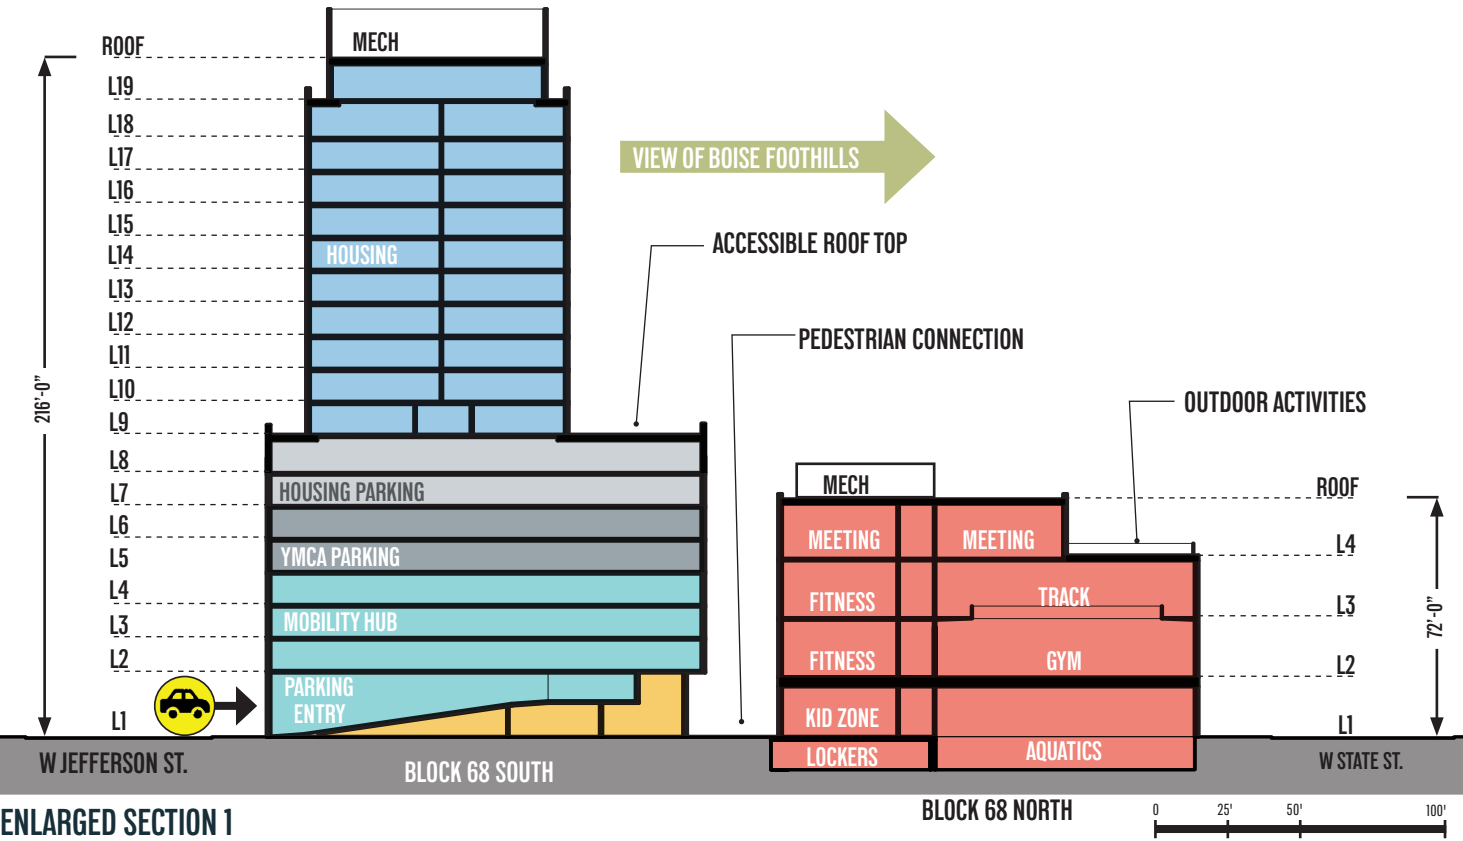 MECH
ROOF
L19
L18
L17
L16
L15
L14
L13
L12
L11
L10
L9
L8
L7
L6
L5
L4
L3
L2
L1
216'-0"
HOUSING
VIEW OF BOISE FOOTHILLS
ACCESSIBLE ROOF TOP
PEDESTRIAN CONNECTION
OUTDOOR ACTIVITIES
HOUSING PARKING
YMCA PARKING
MOBILITY HUB
PARKING
ENTRY
MECH
MEETING
MEETING
FITNESS
TRACK
FITNESS
GYM
KID ZONE
LOCKERS
AQUATICS
ROOF
L4
L3
L2
L1
72'-0"
W JEFFERSON ST.
BLOCK 68 SOUTH
W STATE ST.
BLOCK 68 NORTH
0 25' 50' 100'
ENLARGED SECTION 1